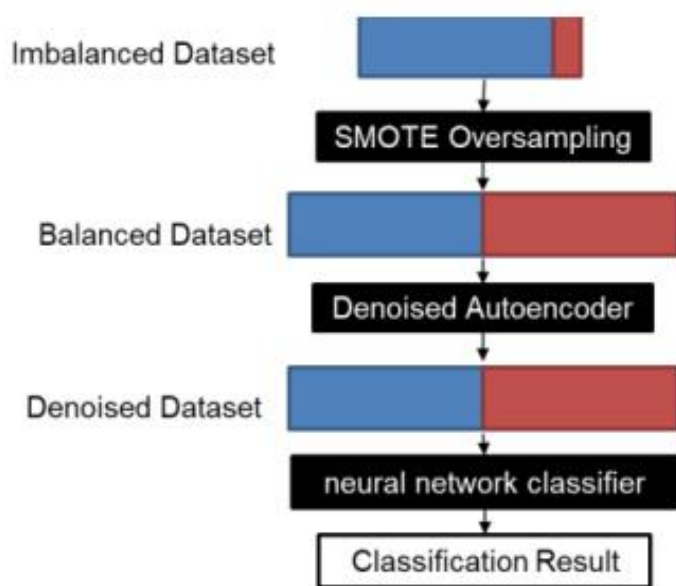 Imbalanced Dataset
SMOTE Oversampling
Balanced Dataset
Denoised Autoencoder
Denoised Dataset
neural network classifier
Classification Result